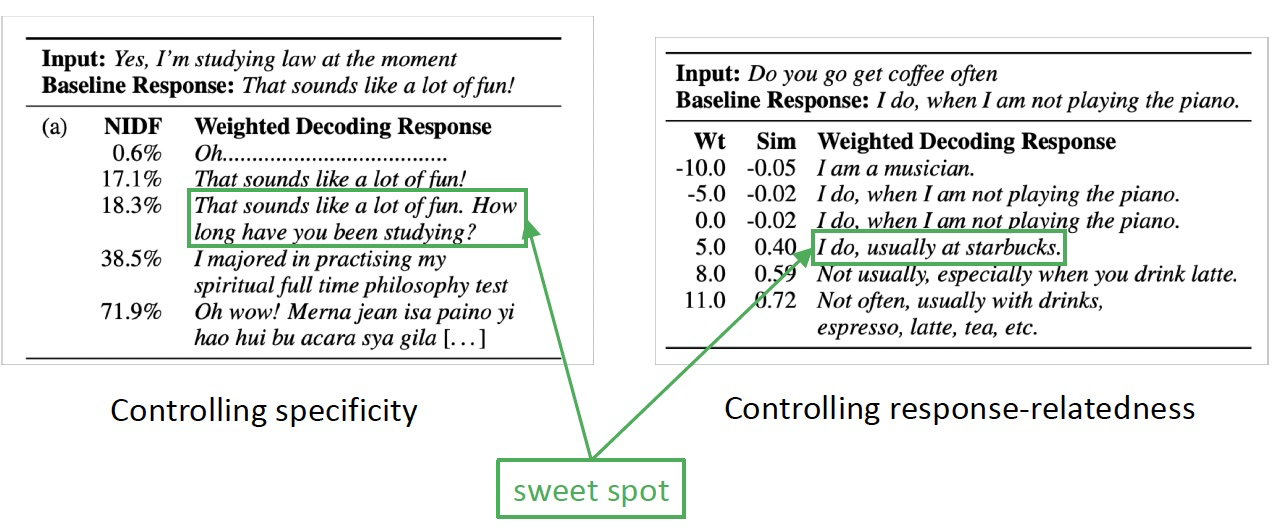 Input: Yes, I'm studying law at the moment
Baseline Response: That sounds like a lot of fun!
(a) NIDF Weighted Decoding Response
0.6% Oh......................................
17.1% That sounds like a lot of fun!
18.3% That sounds like a lot of fun. How
long have you been studying?
38.5% I majored in practising my
spiritual full time philosophy test
71.9% Oh wow! Merna jean isa paino yi
hao hui bu acara sya gila [...]
Controlling specificity
Input: Do you go get coffee often
Baseline Response: I do, when I am not playing the piano.
Wt Sim Weighted Decoding Response
-10.0 -0.05 I am a musician.
-5.0 -0.02 I do, when I am not playing the piano.
0.0 -0.02 I do, when I am not playing the piano.
5.0 0.40 I do, usually at starbucks.
8.0 0.59 Not usually, especially when you drink latte.
11.0 0.72 Not often, usually with drinks,
espresso, latte, tea, etc.
Controlling response-relatedness
sweet spot